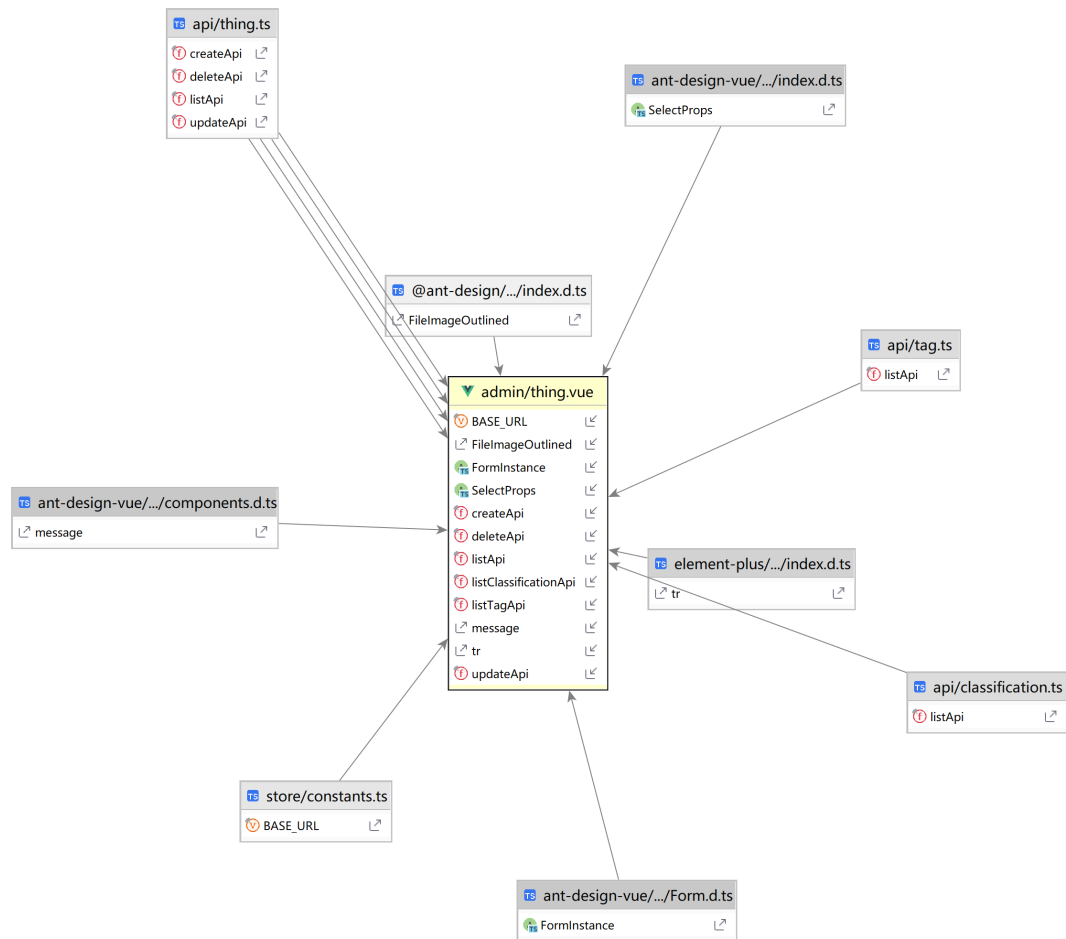 api/thing.ts
createApi
deleteApi
listApi
updateApi
ant-design-vue/.../index.d.ts
SelectProps
@ant-design/.../index.d.ts
FileImageOutlined
api/tag.ts
listApi
admin/thing.vue
BASE_URL
FileImageOutlined
FormInstance
SelectProps
createApi
deleteApi
listApi
listClassificationApi
listTagApi
message
tr
updateApi
ant-design-vue/.../components.d.ts
message
element-plus/.../index.d.ts
tr
api/classification.ts
listApi
store/constants.ts
BASE_URL
ant-design-vue/.../Form.d.ts
FormInstance